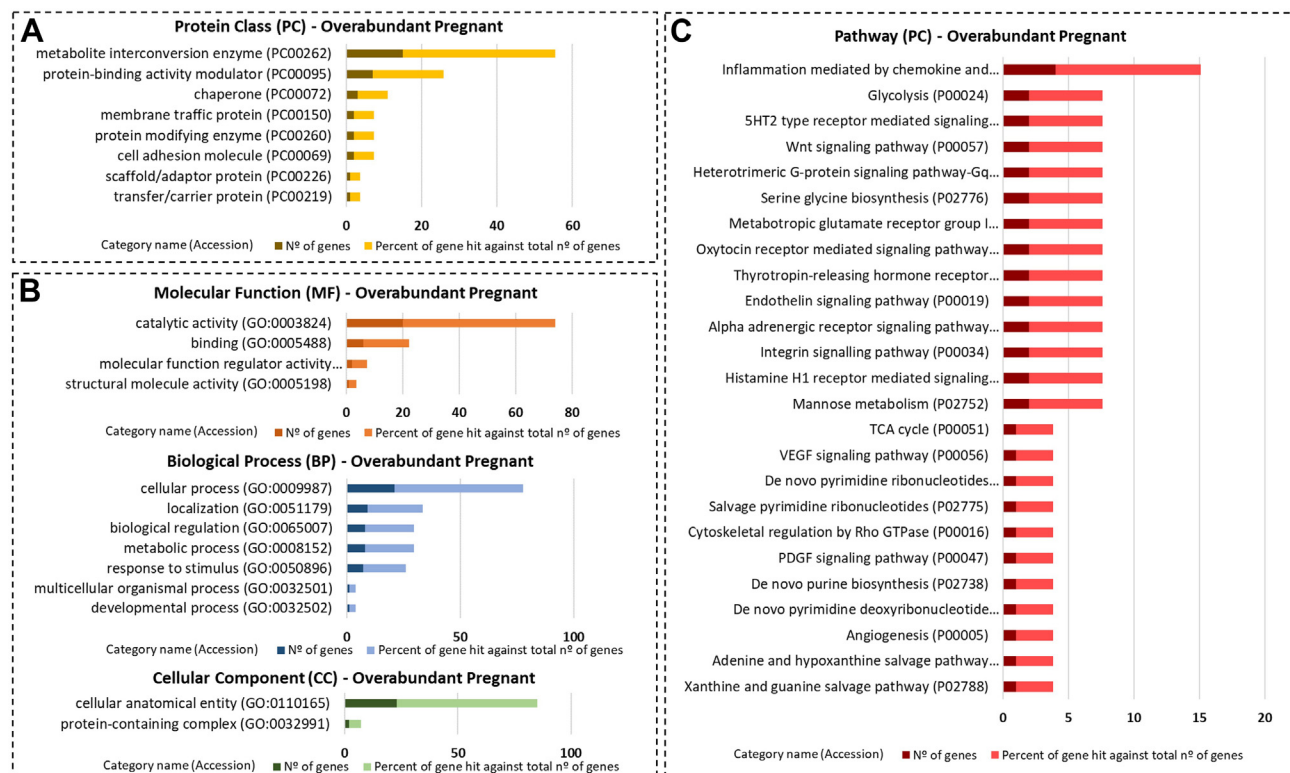 A
Protein Class (PC) - Overabundant Pregnant
metabolite interconversion enzyme (PC00262)
protein-binding activity modulator (PC00095)
chaperone (PC00072)
membrane traffic protein (PC00150)
protein modifying enzyme (PC00260)
cell adhesion molecule (PC00069)
scaffold/adaptor protein (PC00226)
transfer/carrier protein (PC00219)
0 20 40 60
Category name (Accession) Nº of genes Percent of gene hit against total nº of genes
B
Molecular Function (MF) - Overabundant Pregnant
catalytic activity (GO:0003824)
binding (GO:0005488)
molecular function regulator activity...
structural molecule activity (GO:0005198)
0 20 40 60 80
Category name (Accession) Nº of genes Percent of gene hit against total nº of genes
Biological Process (BP) - Overabundant Pregnant
cellular process (GO:0009987)
localization (GO:0051179)
biological regulation (GO:0065007)
metabolic process (GO:0008152)
response to stimulus (GO:0050896)
multicellular organismal process (GO:0032501)
developmental process (GO:0032502)
0 50 100
Category name (Accession) Nº of genes Percent of gene hit against total nº of genes
Cellular Component (CC) - Overabundant Pregnant
cellular anatomical entity (GO:0110165)
protein-containing complex (GO:0032991)
0 50 100
Category name (Accession) Nº of genes Percent of gene hit against total nº of genes
C
Pathway (PC) - Overabundant Pregnant
Inflammation mediated by chemokine and...
Glycolysis (P00024)
5HT2 type receptor mediated signaling...
Wnt signaling pathway (P00057)
Heterotrimeric G-protein signaling pathway-Gq...
Serine glycine biosynthesis (P02776)
Metabotropic glutamate receptor group I...
Oxytocin receptor mediated signaling pathway...
Thyrotropin-releasing hormone receptor...
Endothelin signaling pathway (P00019)
Alpha adrenergic receptor signaling pathway...
Integrin signalling pathway (P00034)
Histamine H1 receptor mediated signaling...
Mannose metabolism (P02752)
TCA cycle (P00051)
VEGF signaling pathway (P00056)
De novo pyrimidine ribonucleotides...
Salvage pyrimidine ribonucleotides (P02775)
Cytoskeletal regulation by Rho GTPase (P00016)
PDGF signaling pathway (P00047)
De novo purine biosynthesis (P02738)
De novo pyrimidine deoxyribonucleotide...
Angiogenesis (P00005)
Adenine and hypoxanthine salvage pathway...
Xanthine and guanine salvage pathway (P02788)
0 5 10 15 20
Category name (Accession) Nº of genes Percent of gene hit against total nº of genes